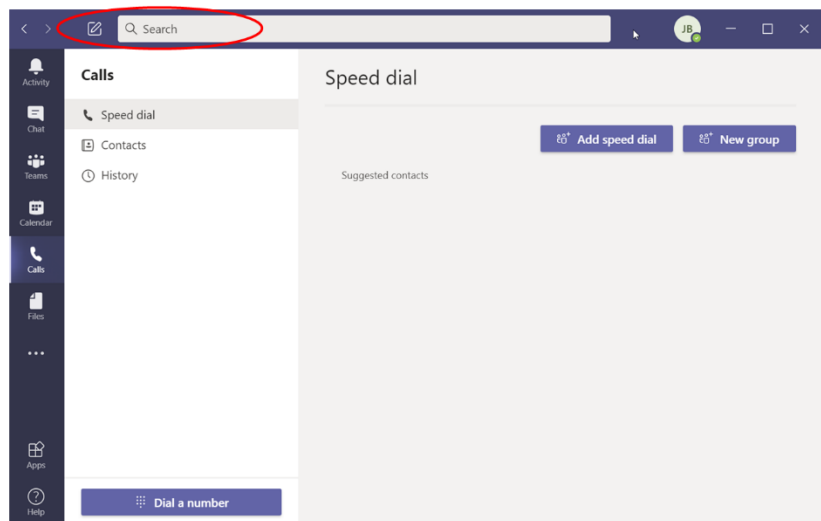 Search
JB
Activity
Chat
Teams
Calendar
Calls
Files
Apps
Help
Calls
Speed dial
Contacts
History
Dial a number
Speed dial
Add speed dial
New group
Suggested contacts